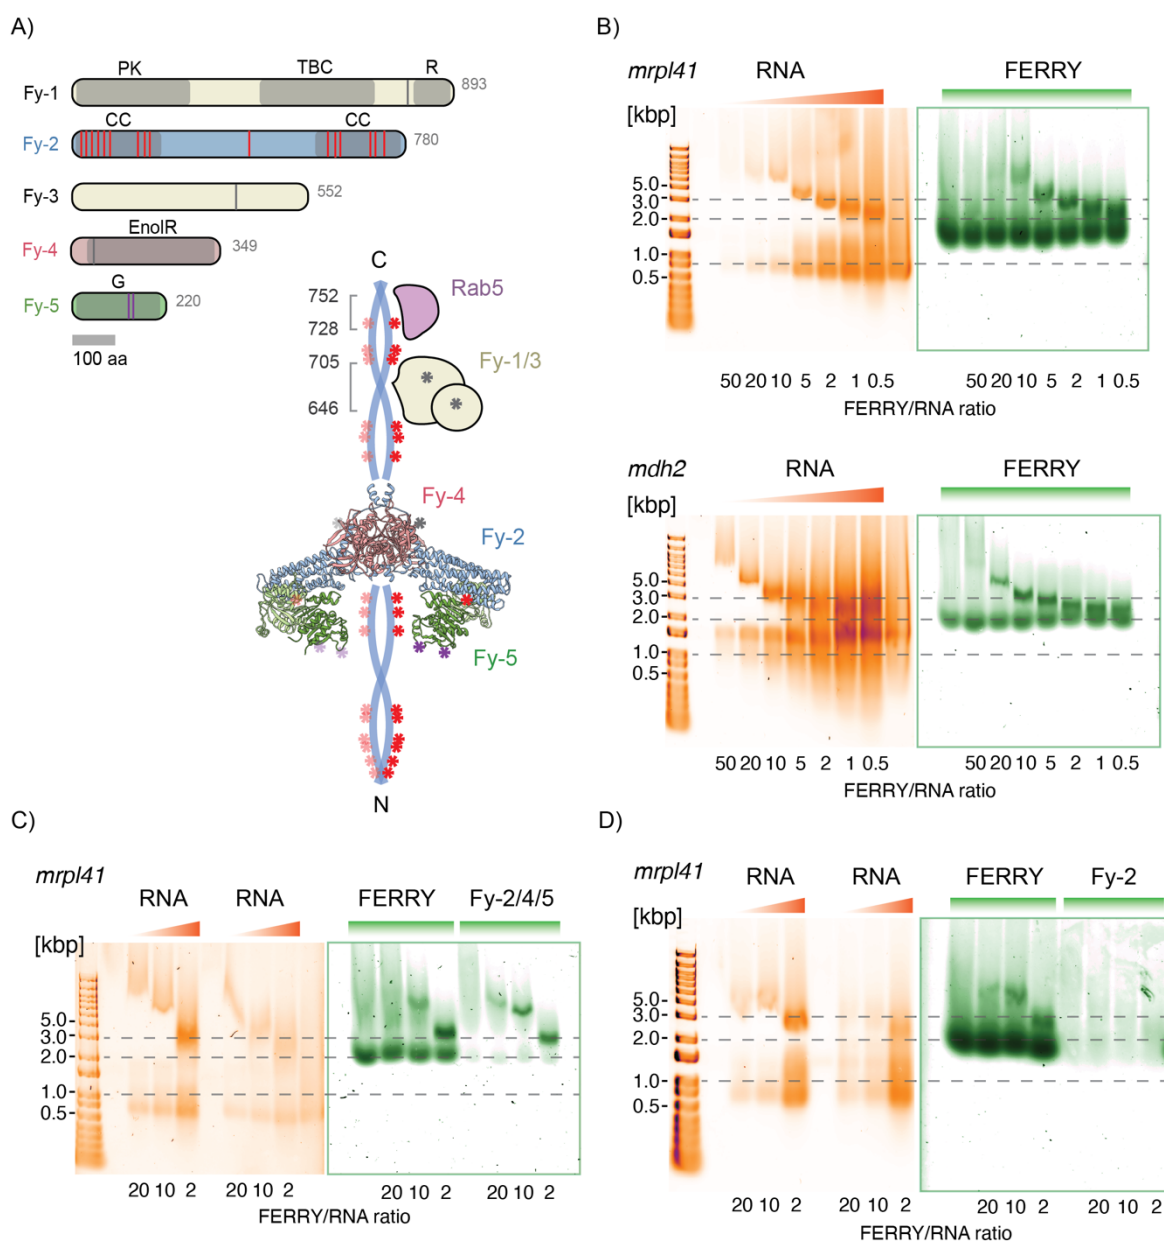 A)
PK TBC R
Fy-1 893
CC CC
Fy-2 780
Fy-3 552
EnolR
Fy-4 349
G
Fy-5 220
100 aa
C
752
728
705
646
Rab5
Fy-1/3
Fy-4
Fy-2
Fy-5
N
B)
mrpl41 RNA FERRY
[kbp]
5.0
3.0
2.0
1.0
0.5
50 20 10 5 2 1 0.5 50 20 10 5 2 1 0.5
FERRY/RNA ratio
mdh2 RNA FERRY
[kbp]
5.0
3.0
2.0
1.0
0.5
50 20 10 5 2 1 0.5 50 20 10 5 2 1 0.5
FERRY/RNA ratio
C)
mrpl41
RNA RNA FERRY Fy-2/4/5
[kbp]
5.0
3.0
2.0
1.0
0.5
20 10 2 20 10 2 20 10 2 20 10 2
FERRY/RNA ratio
D)
mrpl41 RNA RNA FERRY Fy-2
[kbp]
5.0
3.0
2.0
1.0
0.5
20 10 2 20 10 2 20 10 2 20 10 2
FERRY/RNA ratio